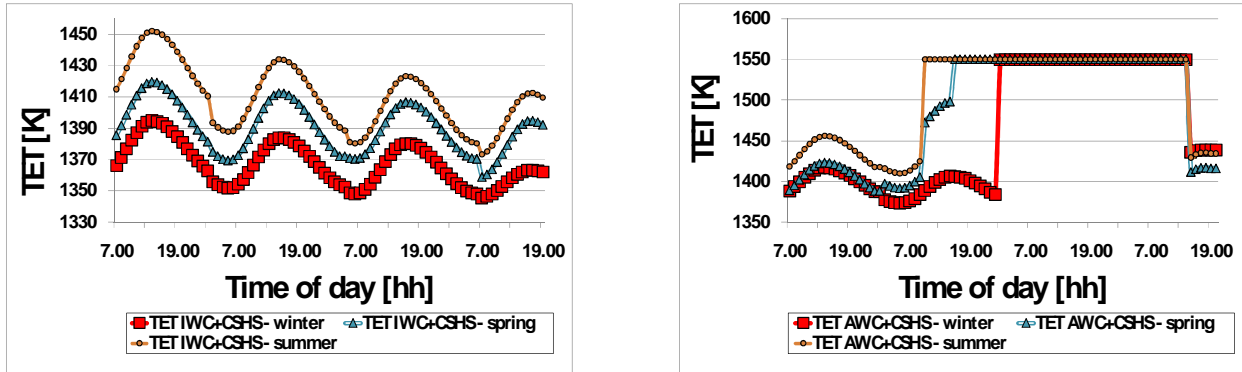 TET [K]
1450
1430
1410
1390
1370
1350
1330
7.00 19.00 7.00 19.00 7.00 19.00 7.00 19.00
Time of day [hh]
TET IWC+CSHS- winter TET IWC+CSHS- spring
TET IWC+CSHS- summer
TET [K]
1600
1550
1500
1450
1400
1350
7.00 19.00 7.00 19.00 7.00 19.00 7.00 19.00
Time of day [hh]
TET AWC+CSHS- winter TET AWC+CSHS- spring
TET AWC+CSHS- summer